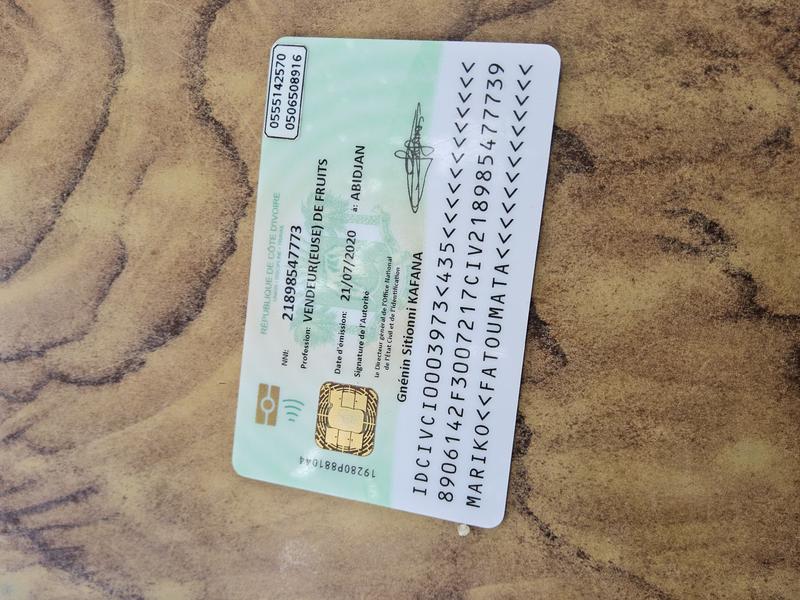 0555142570
0506508916
RÉPUBLIQUE DE CÔTE D'IVOIRE
NNI: 21898547773
Profession: VENDEUR(EUSE) DE FRUITS
Date d'émission: 21/07/2020 à: ABIDJAN
Signature de l'Autorité
le Directeur général de l'Office National
de l'État Civil et de l'Identification
Gnénin Sitionni KAFANA
19280P881044
IDCIVCI0003973<435<<<<<<<<<<<<
8906142F3007217CIV218985477739
MARIKO<<FATOUMATA<<<<<<<<<<<<<